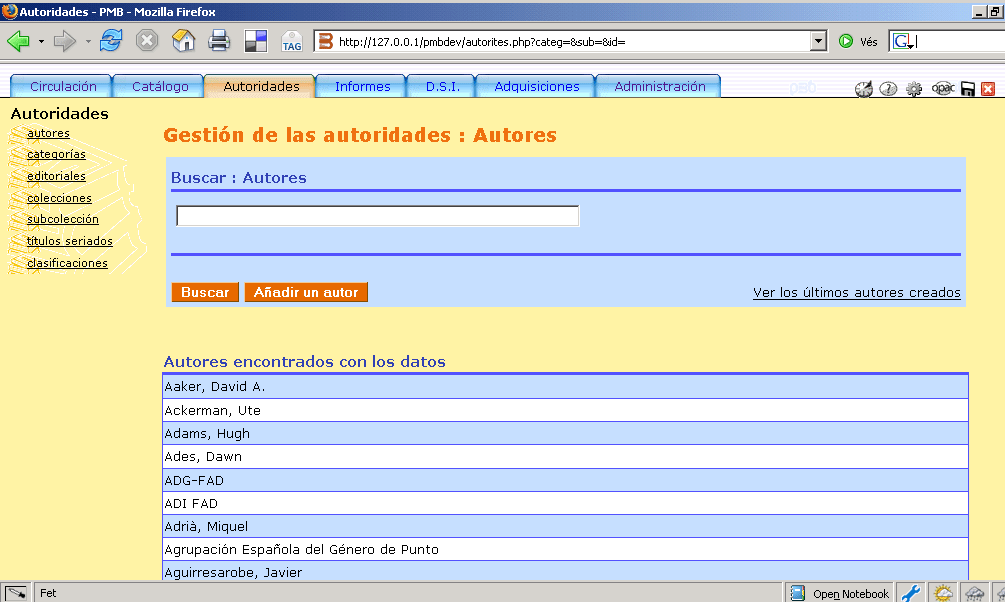 Autoridades - PMB - Mozilla Firefox
TAG
http://127.0.0.1/pmbdev/autorites.php?categ=&sub=&id=
Vés
G
Circulación Catálogo Autoridades Informes D.S.I. Adquisiciones Administración pmb opac
Autoridades
autores
categorías
editoriales
colecciones
subcolección
títulos seriados
clasificaciones
Gestión de las autoridades : Autores
Buscar : Autores
Buscar Añadir un autor Ver los últimos autores creados
Autores encontrados con los datos
Aaker, David A.
Ackerman, Ute
Adams, Hugh
Ades, Dawn
ADG-FAD
ADI FAD
Adrià, Miquel
Agrupación Española del Género de Punto
Aguirresarobe, Javier
Fet Open Notebook